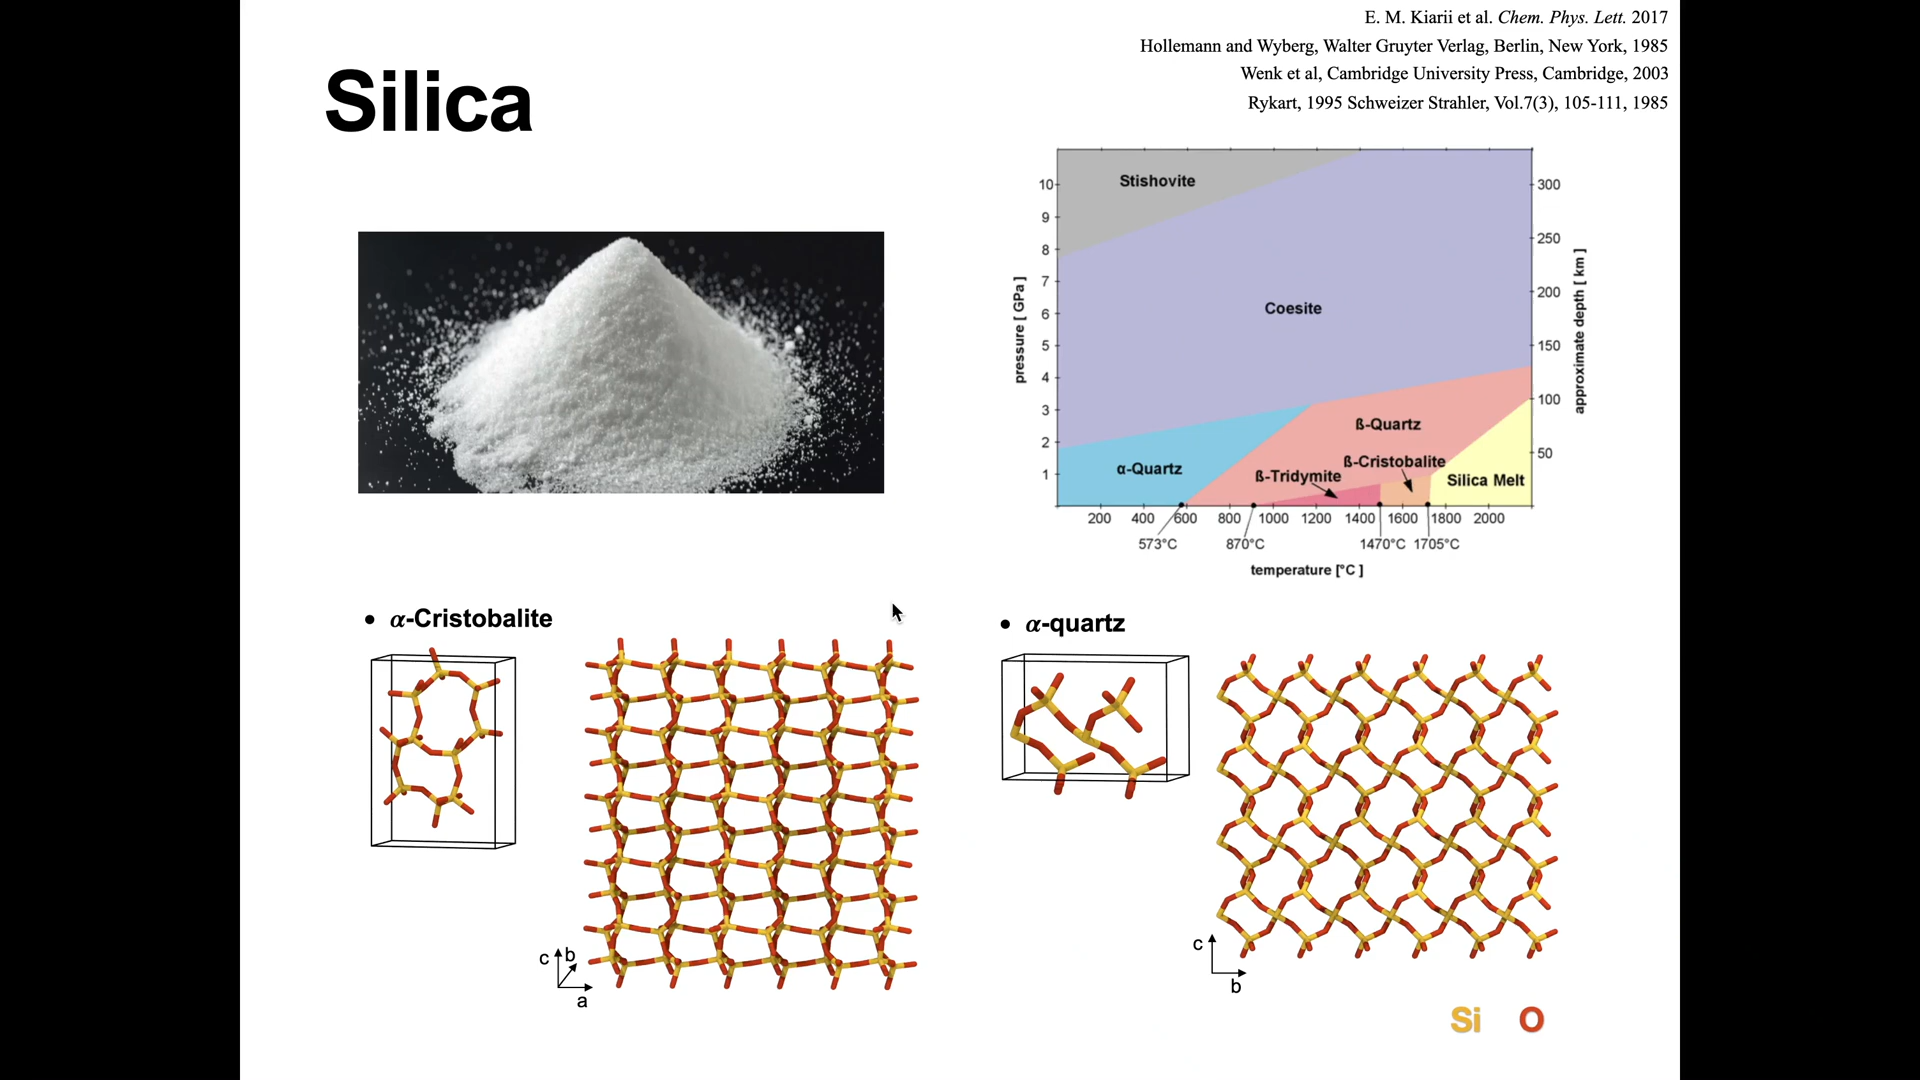 E. M. Kiarii et al. Chem. Phys. Lett. 2017
Hollemann and Wyberg, Walter Gruyter Verlag, Berlin, New York, 1985
Wenk et al, Cambridge University Press, Cambridge, 2003
Rykart, 1995 Schweizer Strahler, Vol.7(3), 105-111, 1985
Silica
Stishovite
Coesite
ß-Quartz
α-Quartz
ß-Tridymite
ß-Cristobalite
Silica Melt
pressure [ GPa ]
10
9
8
7
6
5
4
3
2
1
300
250
200
150
100
50
approximate depth [ km ]
200 400 600 800 1000 1200 1400 1600 1800 2000
573°C 870°C 1470°C 1705°C
temperature [°C ]
• α-Cristobalite
• α-quartz
c b
a
c
b
Si O